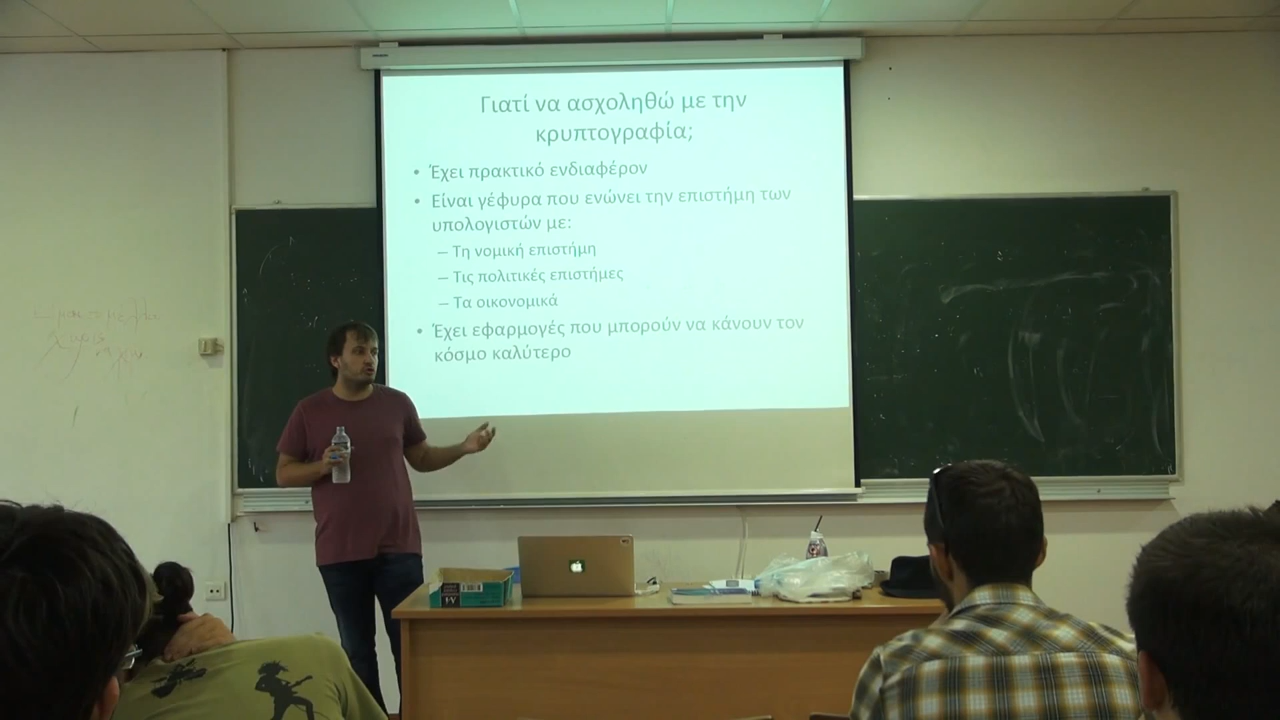 Γιατί να ασχοληθώ με την
κρυπτογραφία;
• Έχει πρακτικό ενδιαφέρον
• Είναι γέφυρα που ενώνει την επιστήμη των
υπολογιστών με:
– Τη νομική επιστήμη
– Τις πολιτικές επιστήμες
– Τα οικονομικά
• Έχει εφαρμογές που μπορούν να κάνουν τον
κόσμο καλύτερο